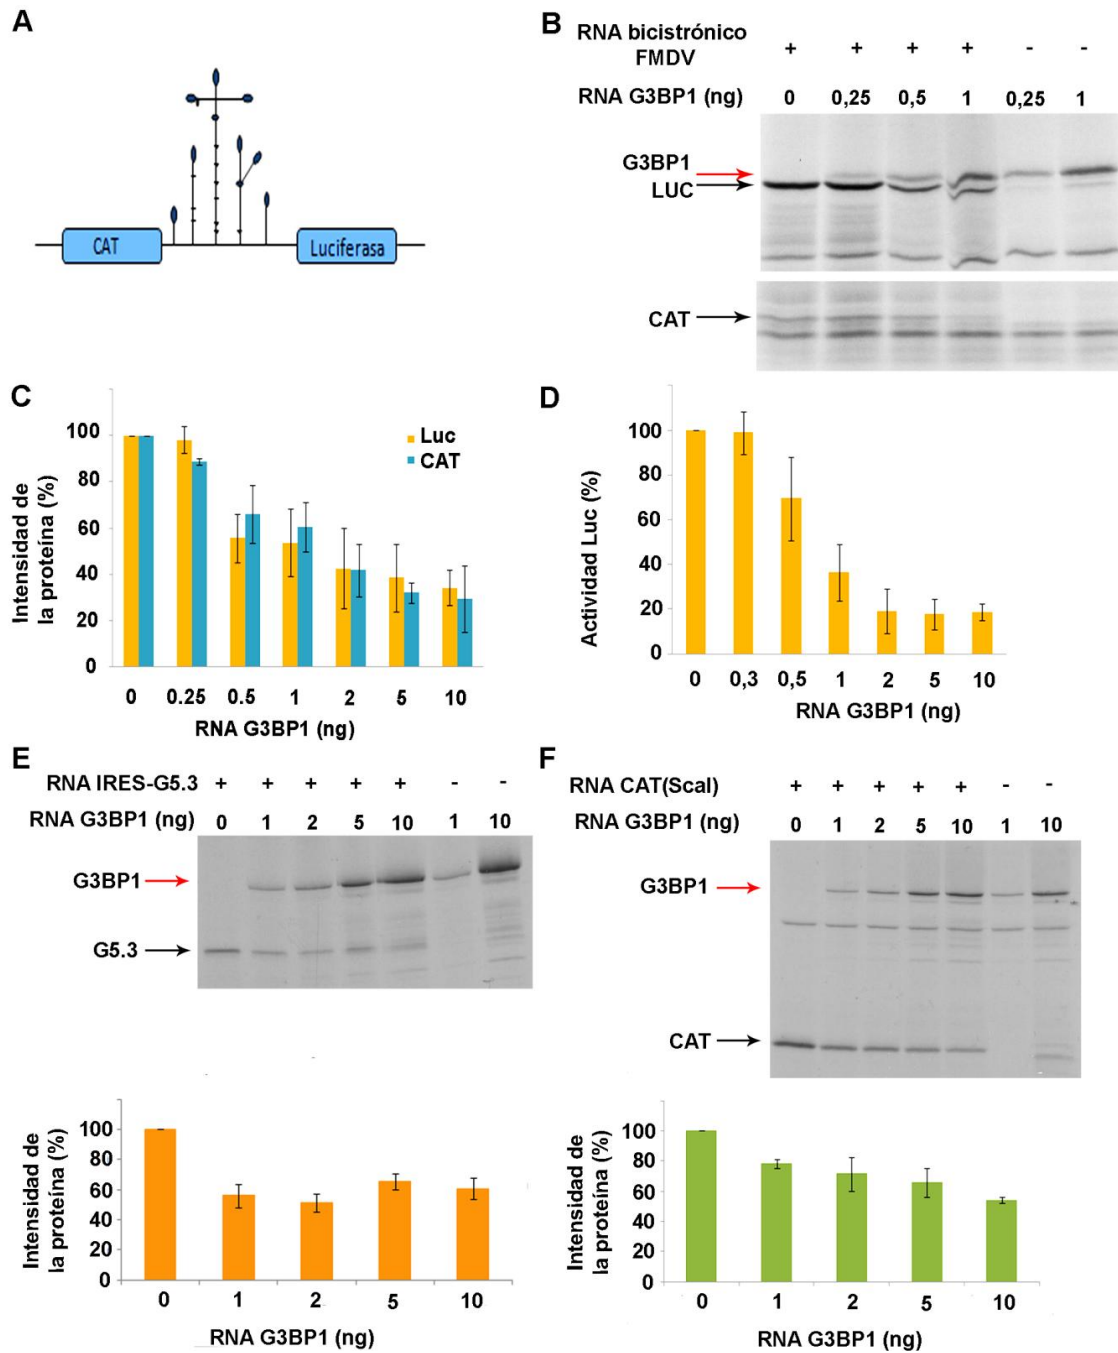 A
CAT
Luciferasa
B
RNA bicistrónico
FMDV
+ + + + - -
RNA G3BP1 (ng) 0 0,25 0,5 1 0,25 1
G3BP1
LUC
CAT
C
Intensidad de
la proteína (%)
100
80
60
40
20
0
Luc
CAT
0 0.25 0.5 1 2 5 10
RNA G3BP1 (ng)
D
Actividad Luc (%)
100
80
60
40
20
0
0 0,3 0,5 1 2 5 10
RNA G3BP1 (ng)
E
RNA IRES-G5.3 + + + + + - -
RNA G3BP1 (ng) 0 1 2 5 10 1 10
G3BP1
G5.3
Intensidad de
la proteína (%)
100
80
60
40
20
0
0 1 2 5 10
RNA G3BP1 (ng)
F
RNA CAT(ScaI) + + + + + - -
RNA G3BP1 (ng) 0 1 2 5 10 1 10
G3BP1
CAT
Intensidad de
la proteína (%)
100
80
60
40
20
0
0 1 2 5 10
RNA G3BP1 (ng)